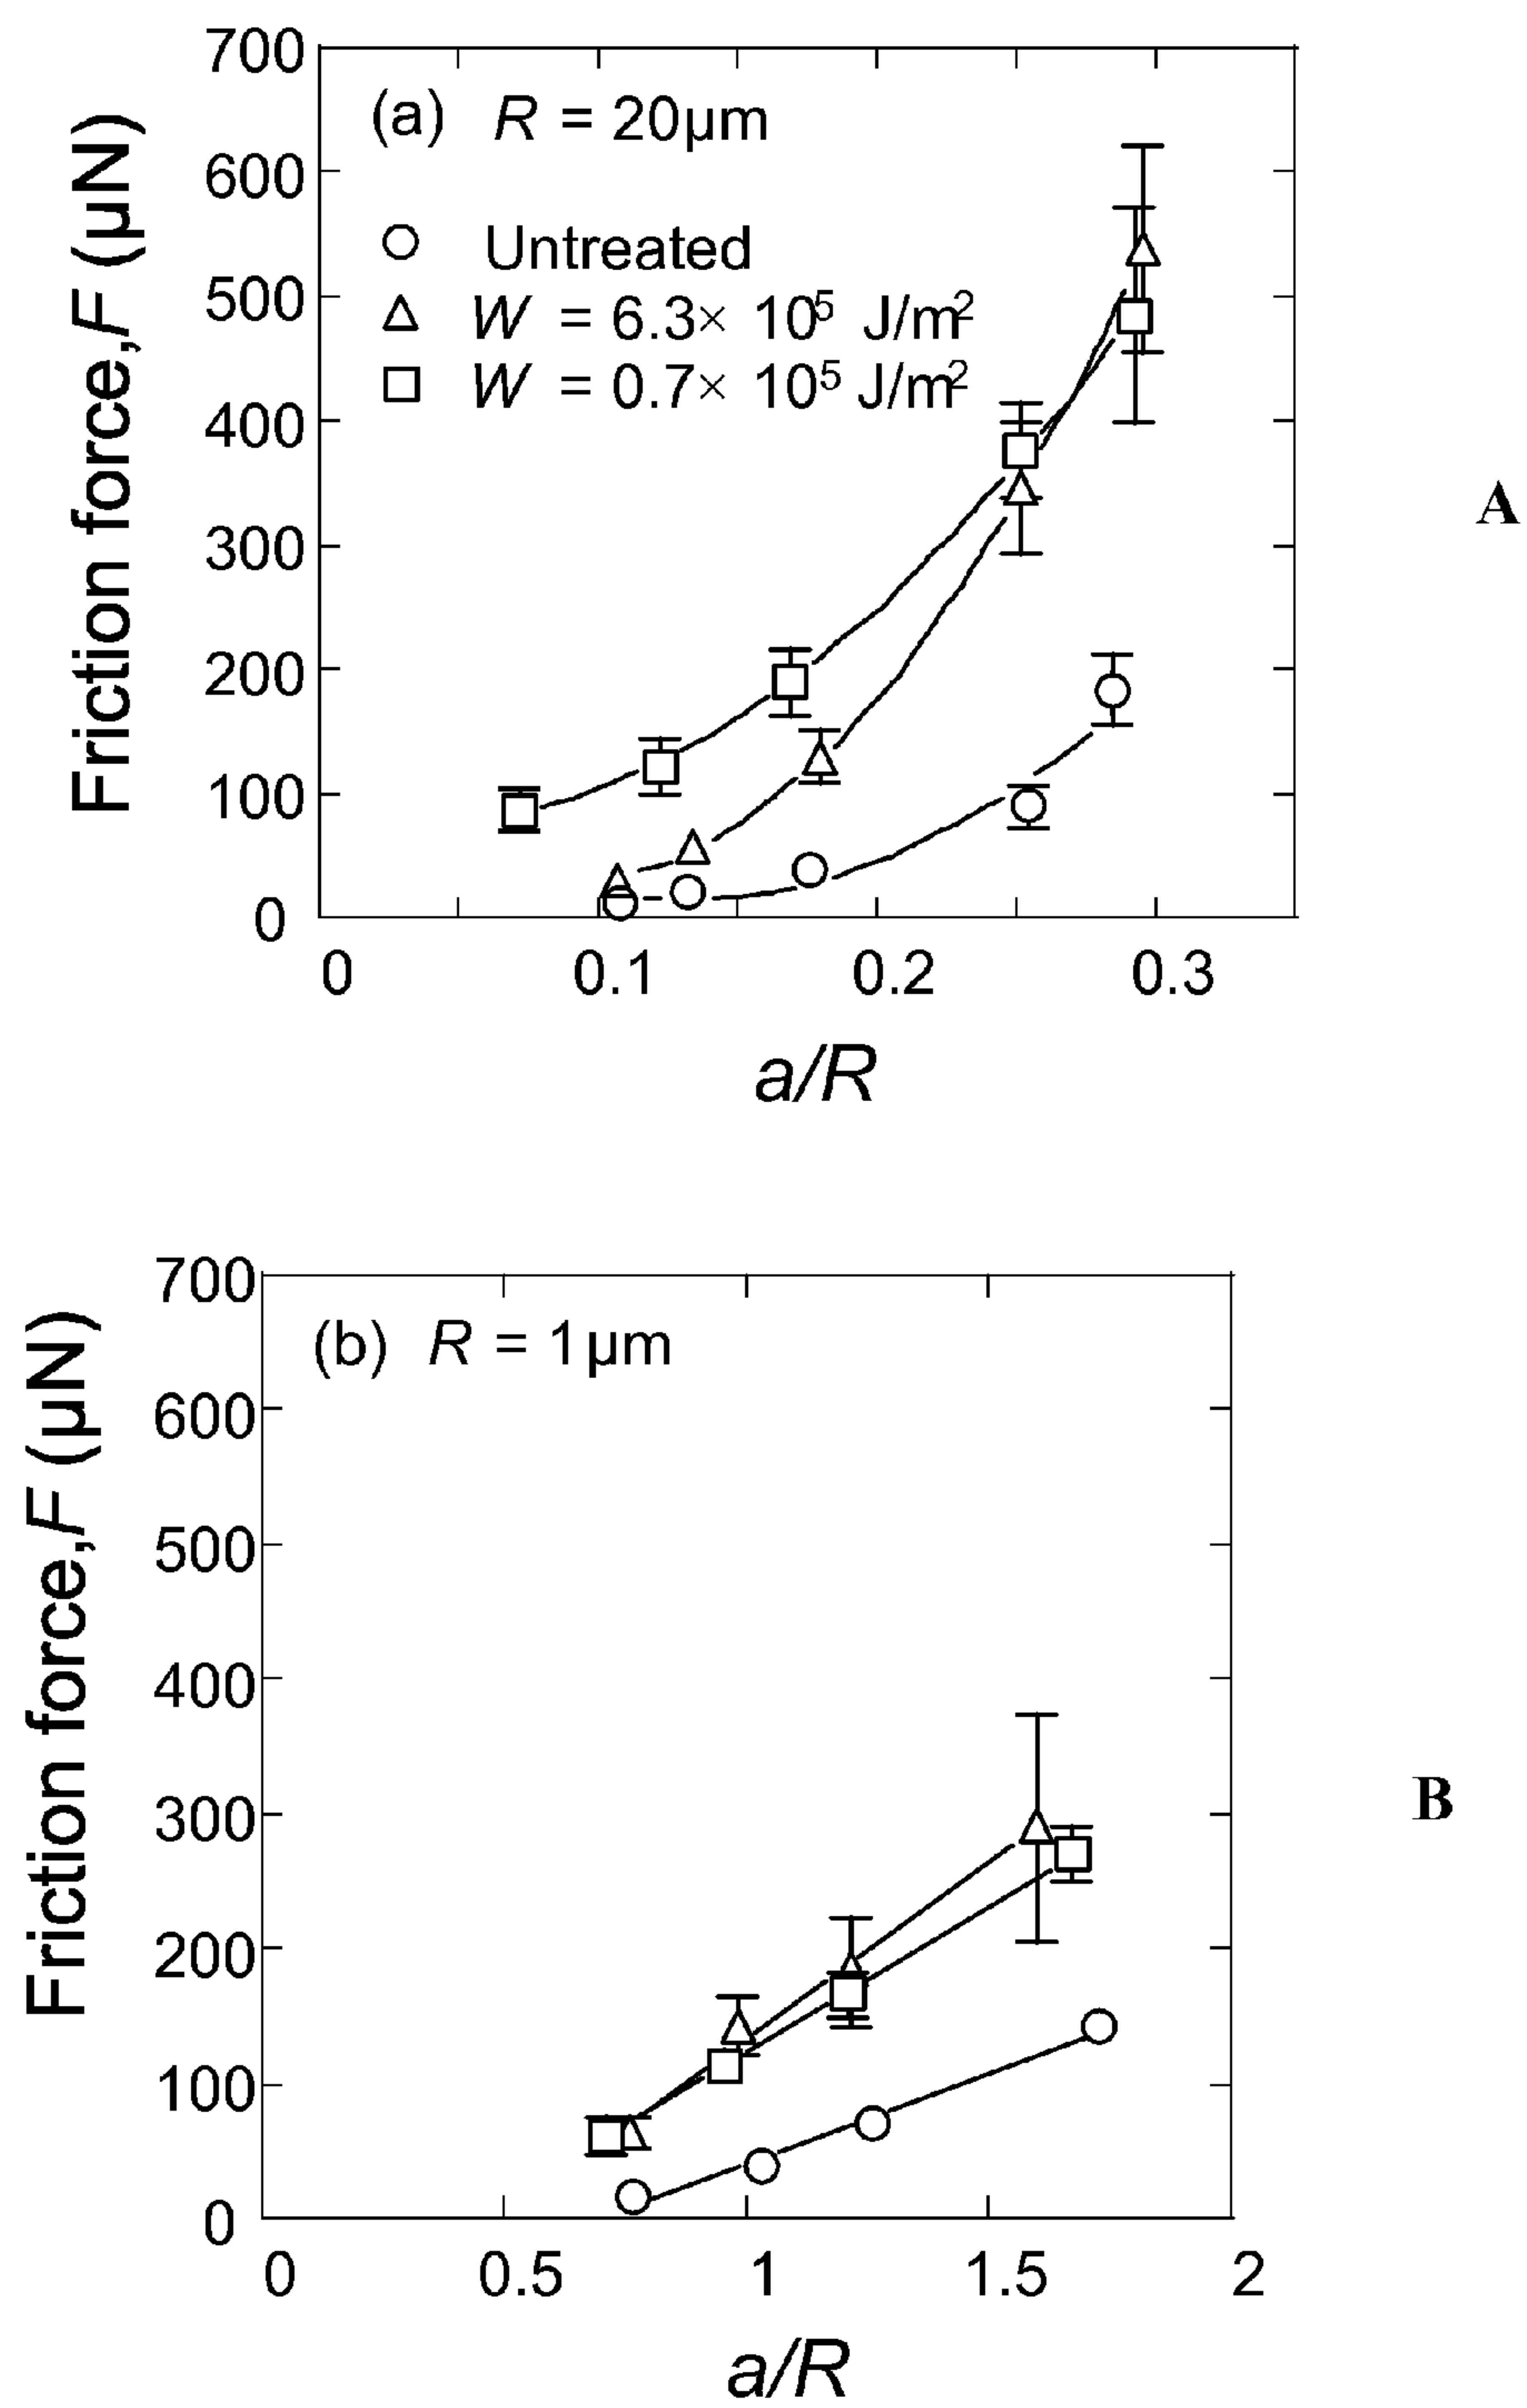 700
(a) R = 20µm
600
Untreated
500
W = 6.3× 10⁵ J/m²
W = 0.7× 10⁵ J/m²
400
A
300
200
100
0
0 0.1 0.2 0.3
a/R
Friction force,F (µN)
700
(b) R = 1µm
600
500
400
300
B
200
100
0
0 0.5 1 1.5 2
a/R
Friction force,F (µN)